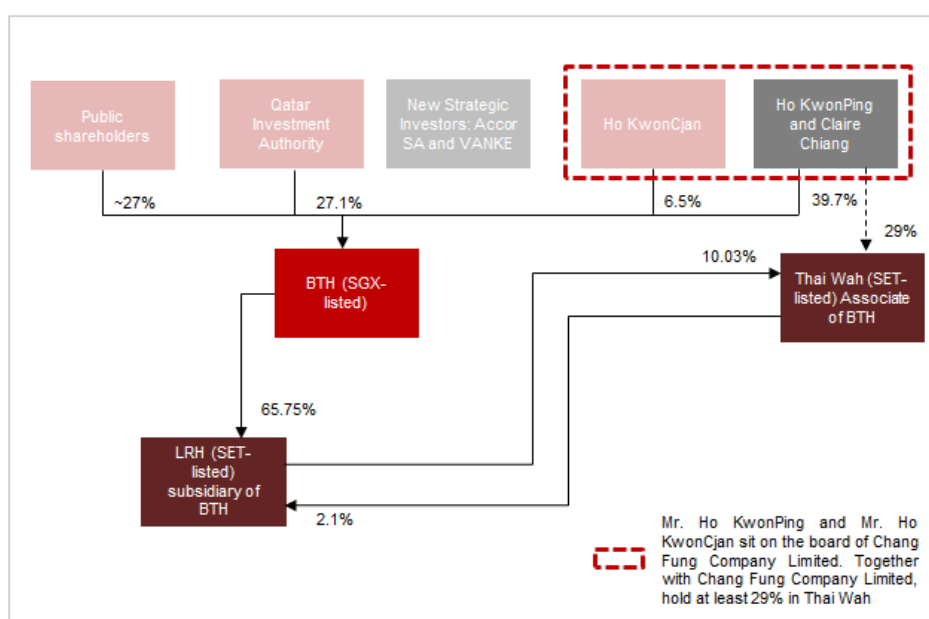 Public
shareholders
Qatar
Investment
Authority
New Strategic
Investors: Accor
SA and VANKE
Ho KwonCjan
Ho KwonPing
and Claire
Chiang
~27%
27.1%
6.5%
39.7%
29%
BTH (SGX-
listed)
10.03%
Thai Wah (SET-
listed) Associate
of BTH
65.75%
LRH (SET-
listed)
subsidiary of
BTH
2.1%
Mr. Ho KwonPing and Mr. Ho
KwonCjan sit on the board of Chang
Fung Company Limited. Together
with Chang Fung Company Limited,
hold at least 29% in Thai Wah